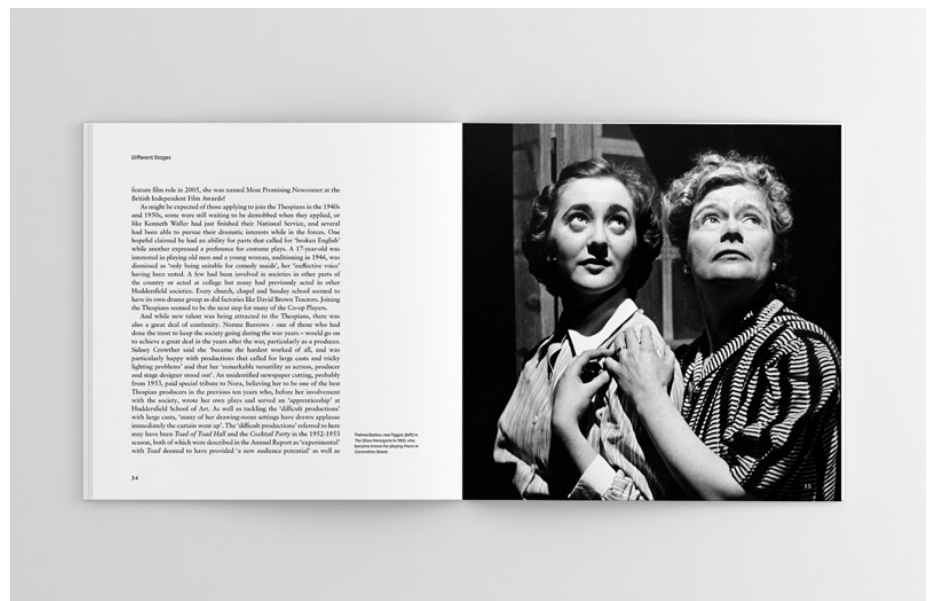 Different Stages
feature film role in 2005, she was named Most Promising Newcomer at the
British Independent Film Awards!
As might be expected of those applying to join the Thespians in the 1940s
and 1950s, some were still waiting to be demobbed when they applied, or
like Kenneth Waller had just finished their National Service, and several
had been able to pursue their dramatic interests while in the forces. One
hopeful claimed he had an ability for parts that called for ‘broken English’
while another expressed a preference for costume plays. A 17-year-old was
interested in playing old men and a young woman, auditioning in 1946, was
dismissed as ‘only being suitable for comedy maids’, her ‘ineffective voice’
having been noted. A few had been involved in societies in other parts of
the country or acted at college but many had previously acted in other
Huddersfield societies. Every church, chapel and Sunday school seemed to
have its own drama group as did factories like David Brown Tractors. Joining
the Thespians seemed to be the next step for many of the Co-op Players.
And while new talent was being attracted to the Thespians, there was
also a great deal of continuity. Norma Burrows - one of those who had
done the most to keep the society going during the war years – would go on
to achieve a great deal in the years after the war, particularly as a producer.
Sidney Crowther said she ‘became the hardest worked of all, and was
particularly happy with productions that called for large casts and tricky
lighting problems’ and that her ‘remarkable versatility as actress, producer
and stage designer stood out’. An unidentified newspaper cutting, probably
from 1953, paid special tribute to Nora, believing her to be one of the best
Thespian producers in the previous ten years who, before her involvement
with the society, wrote her own plays and served an ‘apprenticeship’ at
Huddersfield School of Art. As well as tackling the ‘difficult productions’
with large casts, ‘many of her drawing-room settings have drawn applause
immediately the curtain went up’. The ‘difficult productions’ referred to here
may have been Toad of Toad Hall and the Cocktail Party in the 1952-1953
season, both of which were described in the Annual Report as ‘experimental’
with Toad deemed to have provided ‘a new audience potential’ as well as
Thelma Barlow, nee Piggott, (left) in
The Glass Menagerie in 1953, who
became known for playing Mavis in
Coronation Street.
34
35